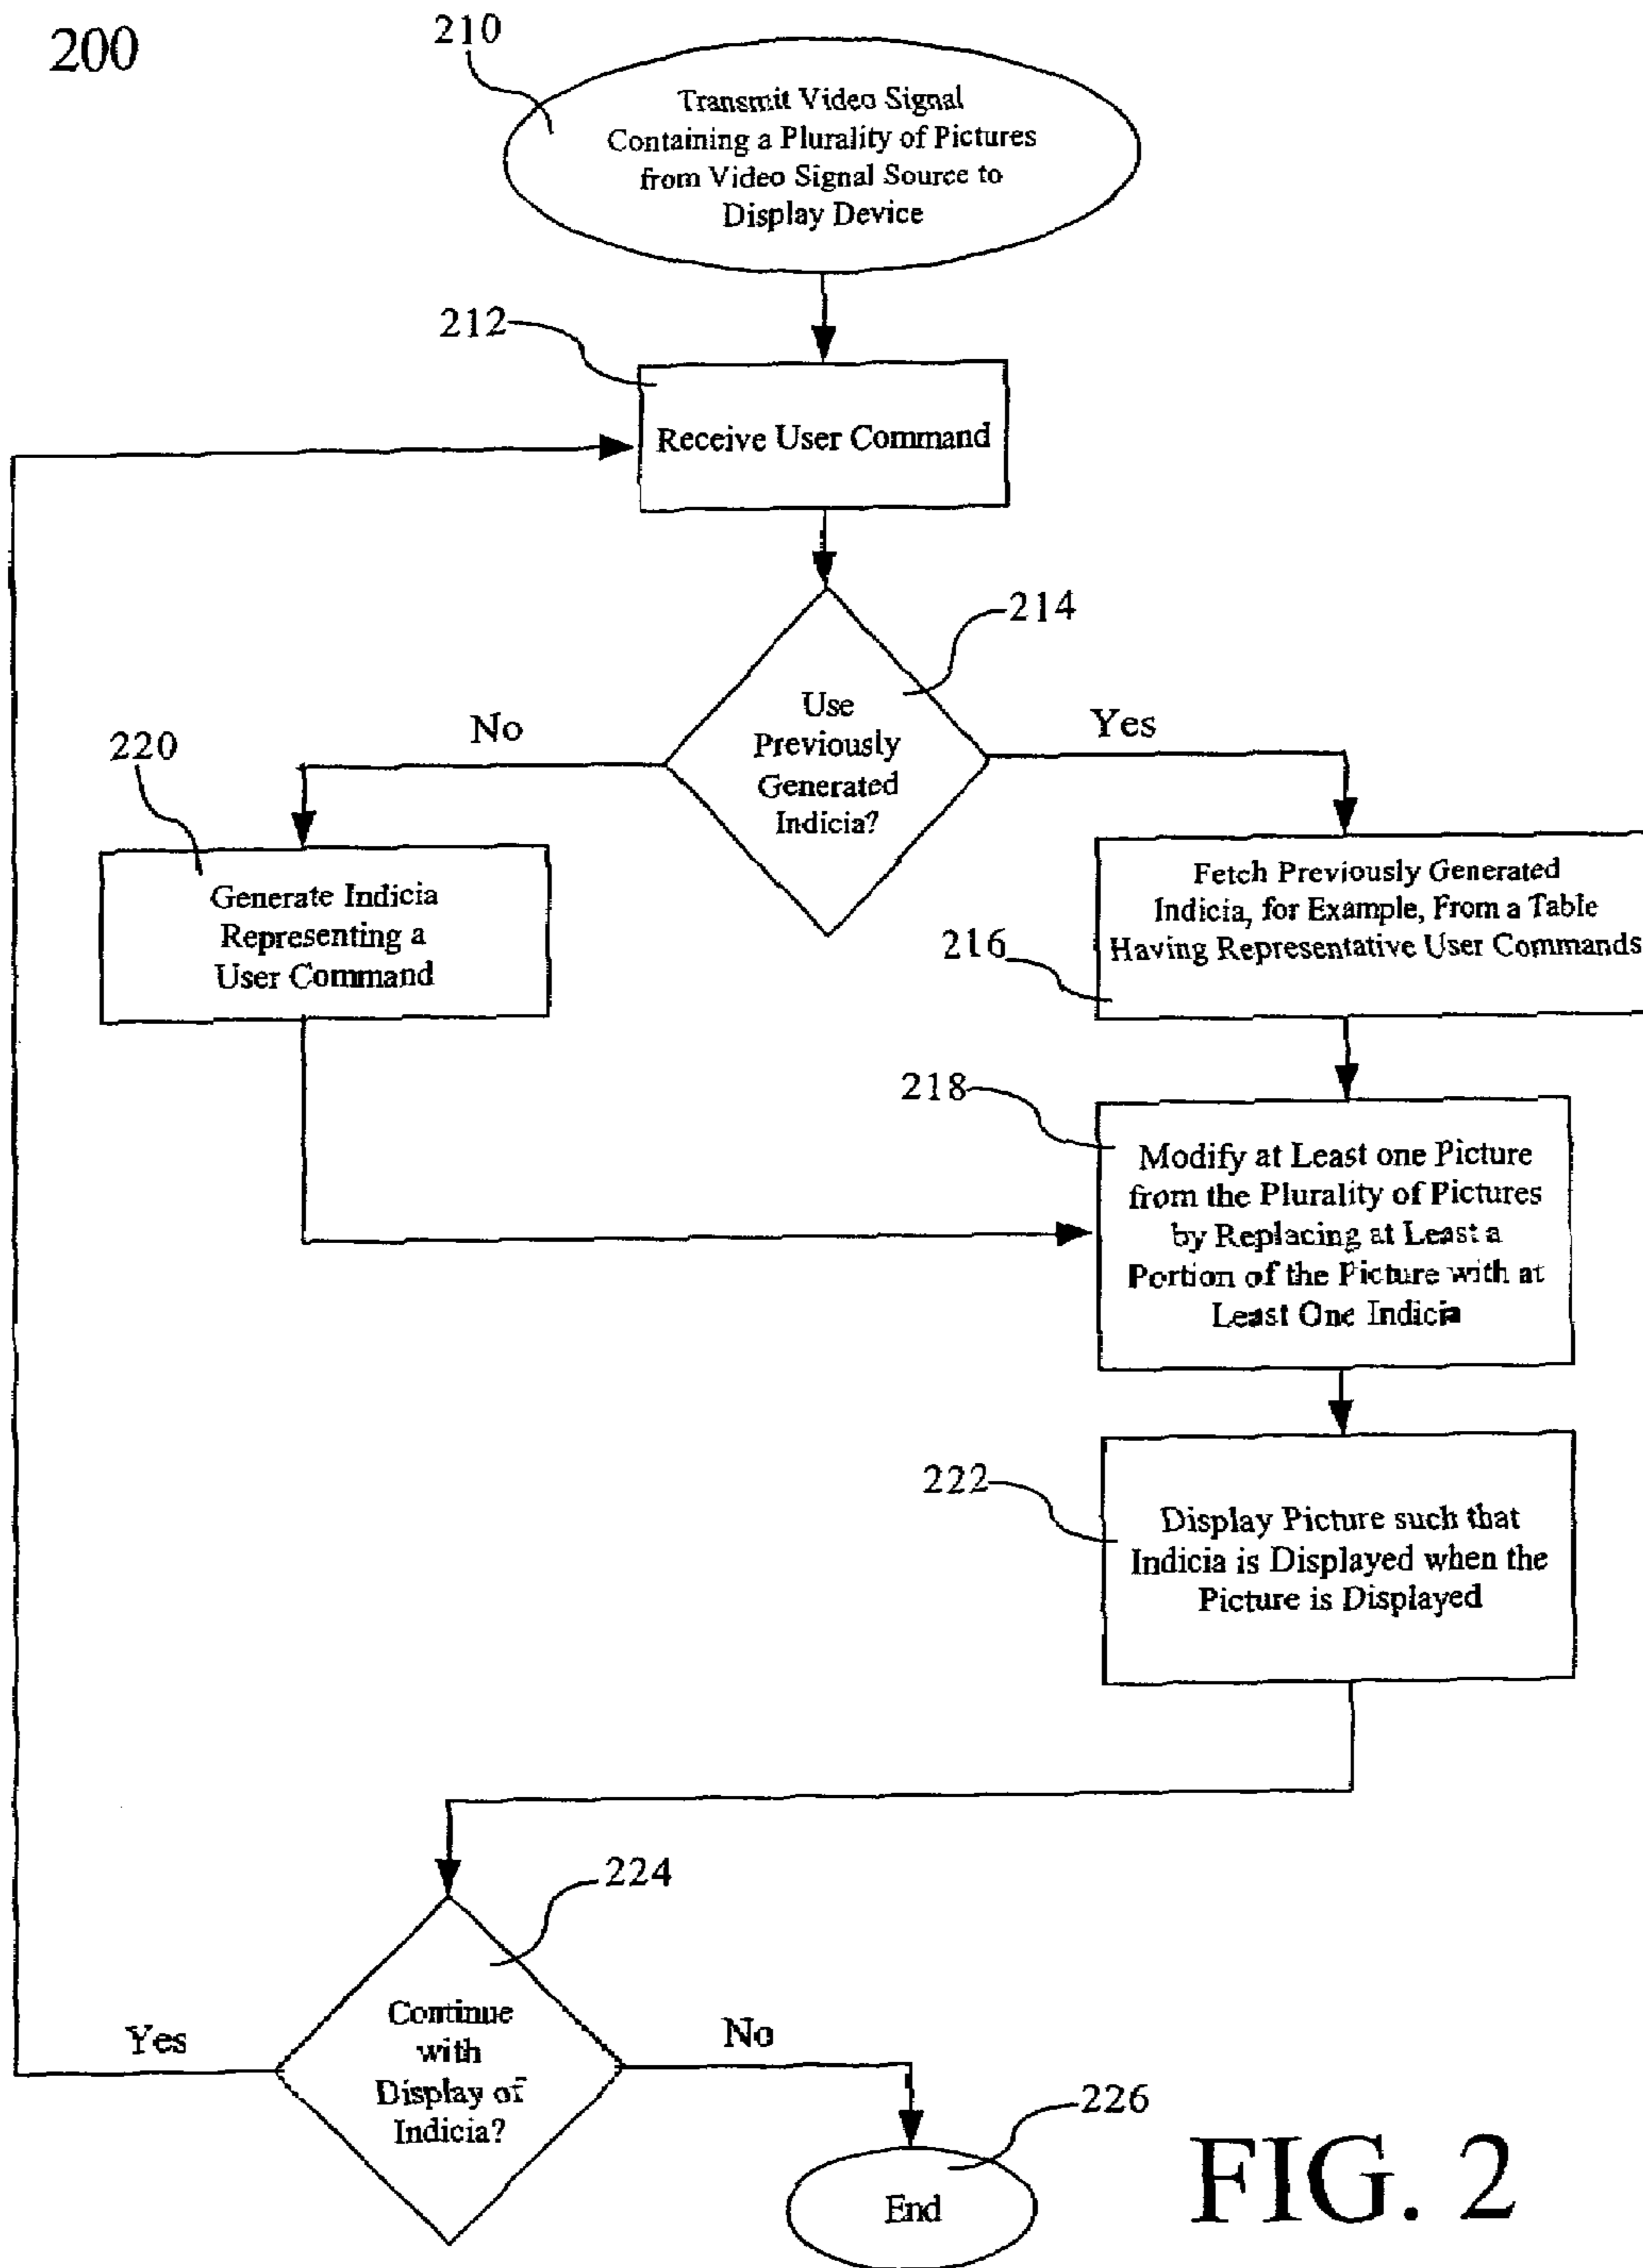 200
210
Transmit Video Signal
Containing a Plurality of Pictures
from Video Signal Source to
Display Device
212
Receive User Command
214
Use
Previously
Generated
Indicia?
No
Yes
220
Generate Indicia
Representing a
User Command
Fetch Previously Generated
Indicia, for Example, From a Table
Having Representative User Commands
216
218
Modify at Least one Picture
from the Plurality of Pictures
by Replacing at Least a
Portion of the Picture with at
Least One Indicia
222
Display Picture such that
Indicia is Displayed when the
Picture is Displayed
224
Continue
with
Display of
Indicia?
Yes
No
226
End
FIG. 2